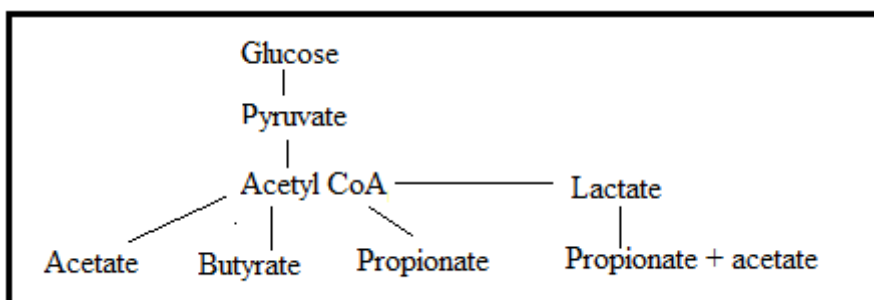 Glucose
Pyruvate
Acetyl CoA
Lactate
Acetate
Butyrate
Propionate
Propionate + acetate